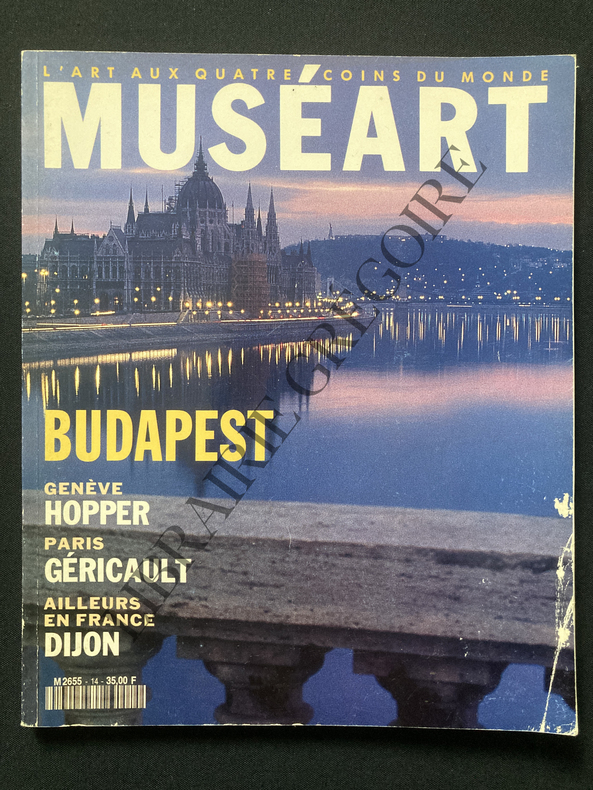 L'ART AUX QUATRE COINS DU MONDE
MUSÉART
BUDAPEST
GENÈVE
HOPPER
PARIS
GÉRICAULT
AILLEURS
EN FRANCE
DIJON
M 2655 - 14 - 35,00 F
LIBRAIRIE GREGOIRE